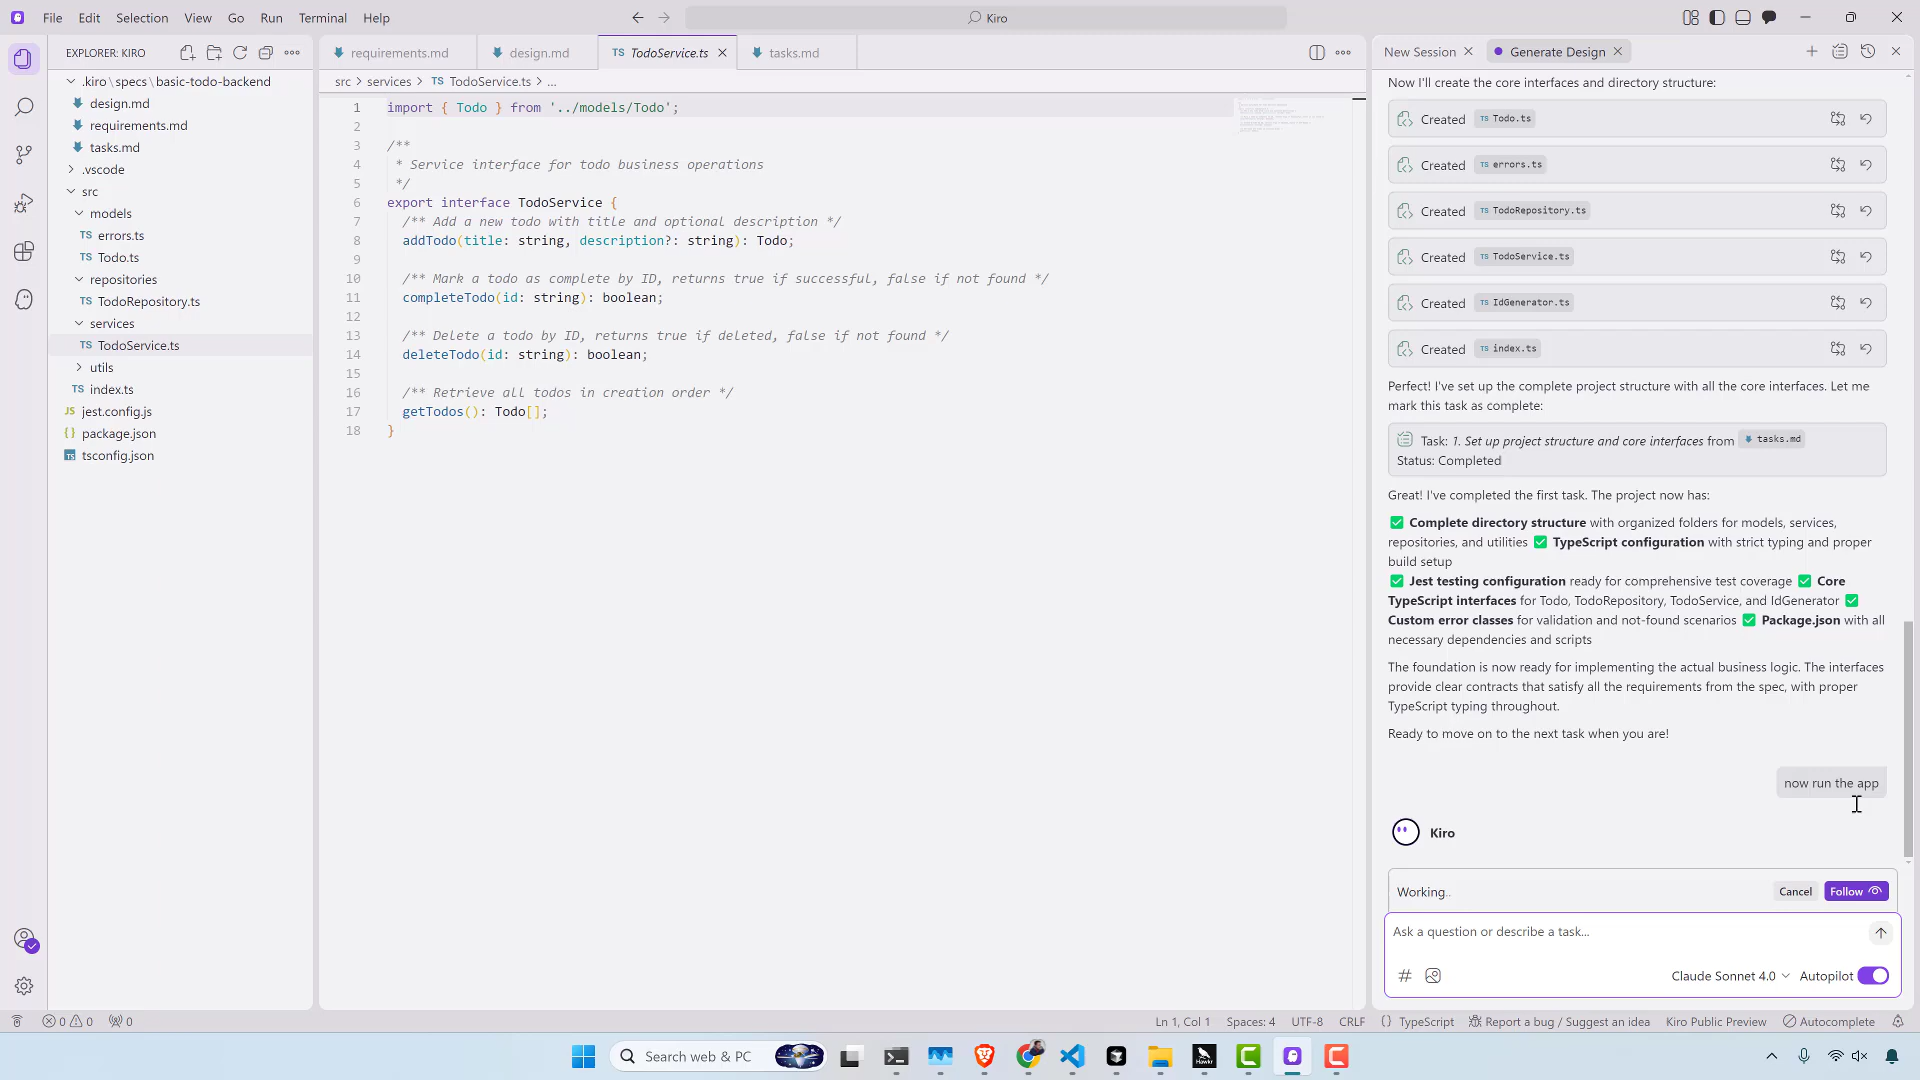 File Edit Selection View Go Run Terminal Help
Kiro
EXPLORER: KIRO
.kiro \ specs \ basic-todo-backend
design.md
requirements.md
tasks.md
.vscode
src
models
TS errors.ts
TS Todo.ts
repositories
TS TodoRepository.ts
services
TS TodoService.ts
utils
TS index.ts
JS jest.config.js
{ } package.json
TS tsconfig.json
requirements.md
design.md
TS TodoService.ts
tasks.md
src > services > TS TodoService.ts > ...
1 import { Todo } from '../models/Todo';
2
3 /**
4 * Service interface for todo business operations
5 */
6 export interface TodoService {
7 /** Add a new todo with title and optional description */
8 addTodo(title: string, description?: string): Todo;
9
10 /** Mark a todo as complete by ID, returns true if successful, false if not found */
11 completeTodo(id: string): boolean;
12
13 /** Delete a todo by ID, returns true if deleted, false if not found */
14 deleteTodo(id: string): boolean;
15
16 /** Retrieve all todos in creation order */
17 getTodos(): Todo[];
18 }
New Session
Generate Design
Now I'll create the core interfaces and directory structure:
Created TS Todo.ts
Created TS errors.ts
Created TS TodoRepository.ts
Created TS TodoService.ts
Created TS IdGenerator.ts
Created TS index.ts
Perfect! I've set up the complete project structure with all the core interfaces. Let me
mark this task as complete:
Task: 1. Set up project structure and core interfaces from tasks.md
Status: Completed
Great! I've completed the first task. The project now has:
✅ Complete directory structure with organized folders for models, services,
repositories, and utilities ✅ TypeScript configuration with strict typing and proper
build setup
✅ Jest testing configuration ready for comprehensive test coverage ✅ Core
TypeScript interfaces for Todo, TodoRepository, TodoService, and IdGenerator ✅
Custom error classes for validation and not-found scenarios ✅ Package.json with all
necessary dependencies and scripts
The foundation is now ready for implementing the actual business logic. The interfaces
provide clear contracts that satisfy all the requirements from the spec, with proper
TypeScript typing throughout.
Ready to move on to the next task when you are!
now run the app
Kiro
Working..
Cancel
Follow
Ask a question or describe a task...
#
Claude Sonnet 4.0
Autopilot
0 0 0
Ln 1, Col 1
Spaces: 4
UTF-8
CRLF
{ } TypeScript
Report a bug / Suggest an idea
Kiro Public Preview
Autocomplete
Search web & PC